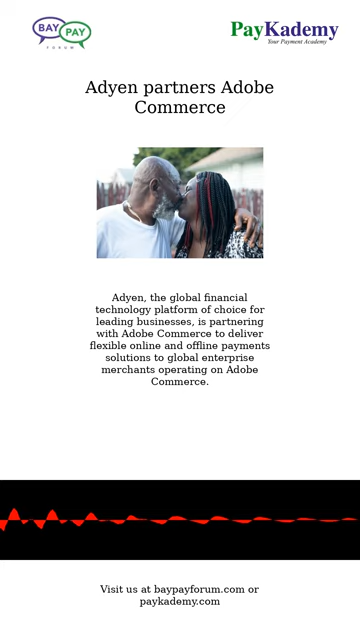 BAY
PAY
FORUM
PayKademy
Your Payment Academy
Adyen partners Adobe
Commerce
Adyen, the global financial
technology platform of choice for
leading businesses, is partnering
with Adobe Commerce to deliver
flexible online and offline payments
solutions to global enterprise
merchants operating on Adobe
Commerce.
Visit us at baypayforum.com or
paykademy.com